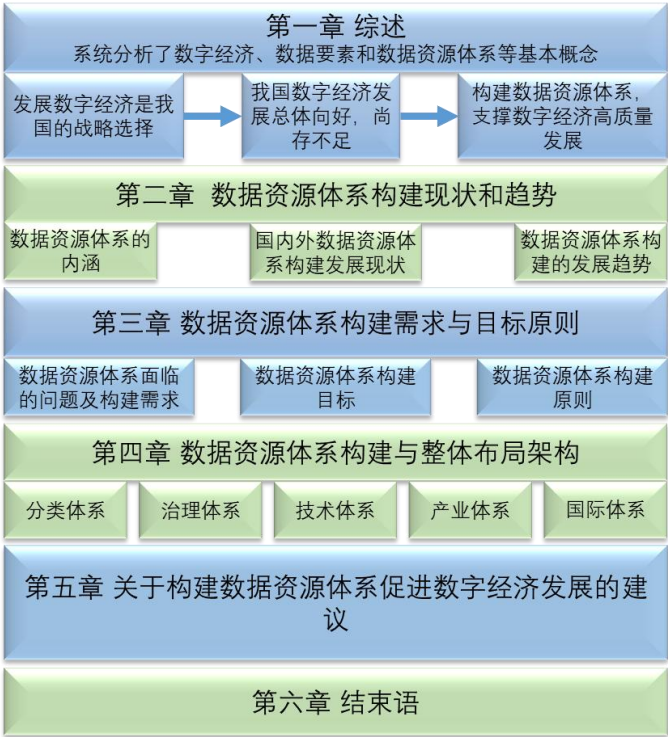 第一章 综述
系统分析了数字经济、数据要素和数据资源体系等基本概念
发展数字经济是我
国的战略选择
我国数字经济发
展总体向好，尚
存不足
构建数据资源体系，
支撑数字经济高质量
发展
第二章 数据资源体系构建现状和趋势
数据资源体系的
内涵
国内外数据资源体
系构建发展现状
数据资源体系构
建的发展趋势
第三章 数据资源体系构建需求与目标原则
数据资源体系面临
的问题及构建需求
数据资源体系构建
目标
数据资源体系构建
原则
第四章 数据资源体系构建与整体布局架构
分类体系
治理体系
技术体系
产业体系
国际体系
第五章 关于构建数据资源体系促进数字经济发展的建
议
第六章 结束语